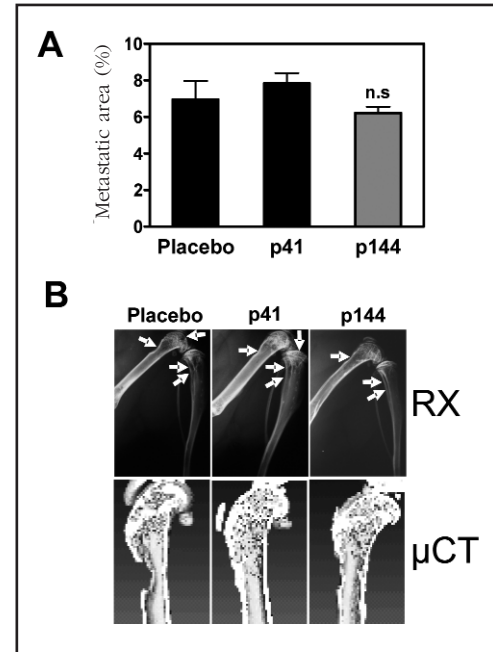 A
Metastatic area (%)
10
8
6
4
2
0
n.s
Placebo p41 p144
B
Placebo p41 p144
RX
µCT